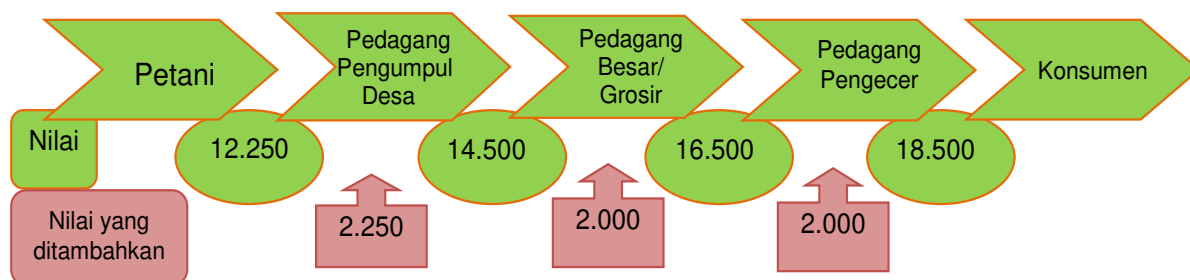 Petani
Pedagang
Pengumpul
Desa
Pedagang
Besar/
Grosir
Pedagang
Pengecer
Konsumen
Nilai
12.250
14.500
16.500
18.500
Nilai yang
ditambahkan
2.250
2.000
2.000